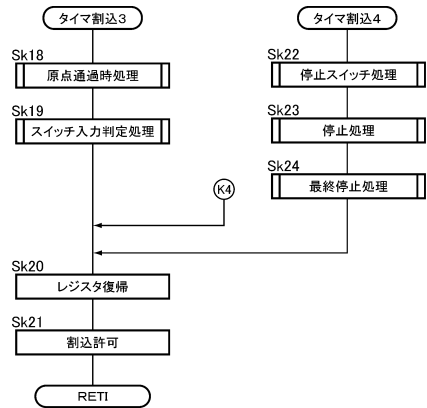 タイマ割込3
Sk18
原点通過時処理
Sk19
スイッチ入力判定処理
タイマ割込4
Sk22
停止スイッチ処理
Sk23
停止処理
Sk24
最終停止処理
K4
Sk20
レジスタ復帰
Sk21
割込許可
RETI